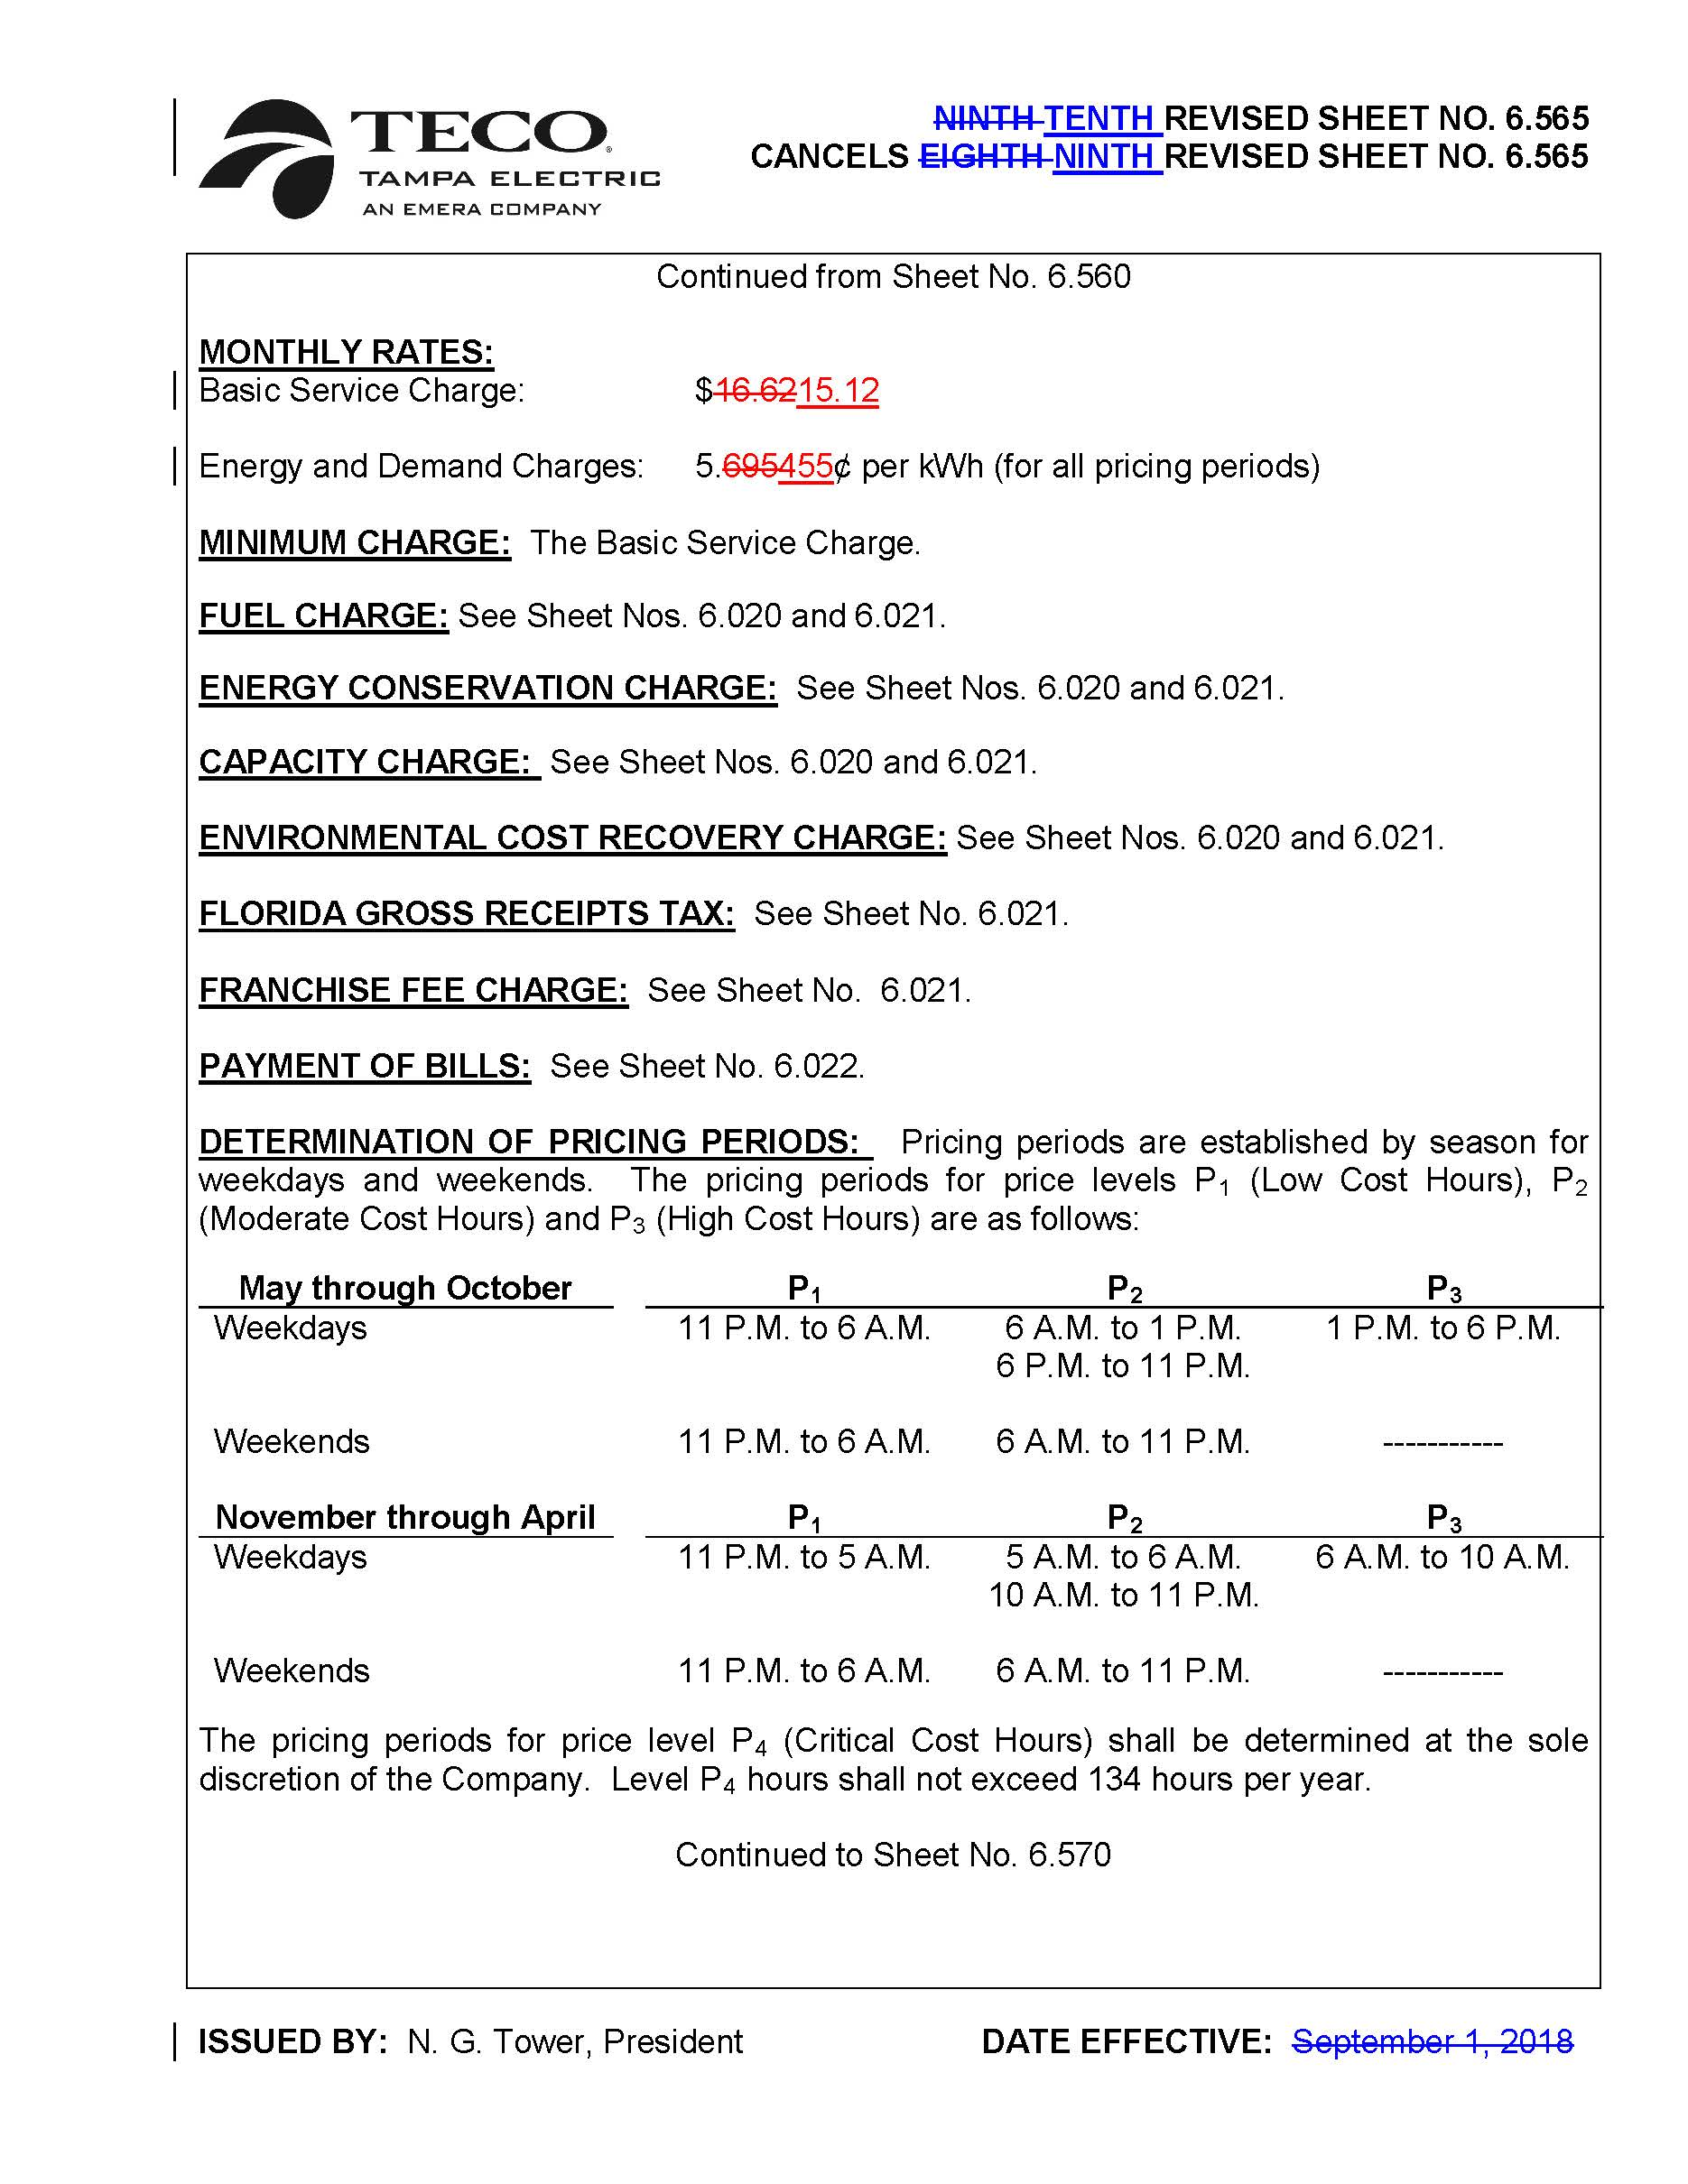 TECO®
TAMPA ELECTRIC
AN EMERA COMPANY
NINTH TENTH REVISED SHEET NO. 6.565
CANCELS EIGHTH NINTH REVISED SHEET NO. 6.565
Continued from Sheet No. 6.560
MONTHLY RATES:
Basic Service Charge: $16.6215.12
Energy and Demand Charges: 5.695455¢ per kWh (for all pricing periods)
MINIMUM CHARGE: The Basic Service Charge.
FUEL CHARGE: See Sheet Nos. 6.020 and 6.021.
ENERGY CONSERVATION CHARGE: See Sheet Nos. 6.020 and 6.021.
CAPACITY CHARGE: See Sheet Nos. 6.020 and 6.021.
ENVIRONMENTAL COST RECOVERY CHARGE: See Sheet Nos. 6.020 and 6.021.
FLORIDA GROSS RECEIPTS TAX: See Sheet No. 6.021.
FRANCHISE FEE CHARGE: See Sheet No. 6.021.
PAYMENT OF BILLS: See Sheet No. 6.022.
DETERMINATION OF PRICING PERIODS: Pricing periods are established by season for
weekdays and weekends. The pricing periods for price levels P1 (Low Cost Hours), P2
(Moderate Cost Hours) and P3 (High Cost Hours) are as follows:
May through October P1 P2 P3
Weekdays 11 P.M. to 6 A.M. 6 A.M. to 1 P.M. 1 P.M. to 6 P.M.
6 P.M. to 11 P.M.
Weekends 11 P.M. to 6 A.M. 6 A.M. to 11 P.M. -----------
November through April P1 P2 P3
Weekdays 11 P.M. to 5 A.M. 5 A.M. to 6 A.M. 6 A.M. to 10 A.M.
10 A.M. to 11 P.M.
Weekends 11 P.M. to 6 A.M. 6 A.M. to 11 P.M. -----------
The pricing periods for price level P4 (Critical Cost Hours) shall be determined at the sole
discretion of the Company. Level P4 hours shall not exceed 134 hours per year.
Continued to Sheet No. 6.570
ISSUED BY: N. G. Tower, President DATE EFFECTIVE: September 1, 2018